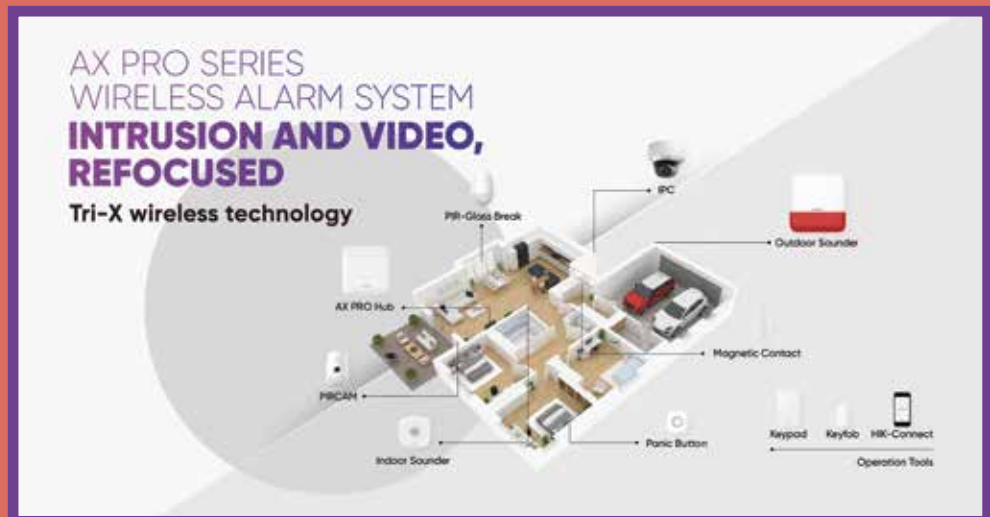 AX PRO SERIES
WIRELESS ALARM SYSTEM
INTRUSION AND VIDEO,
REFOCUSED
Tri-X wireless technology
IPC
PIR-Glass Break
Outdoor Sounder
AX PRO Hub
Magnetic Contact
PIRCAM
Panic Button
Indoor Sounder
Keypad Keyfob HIK-Connect
Operation Tools